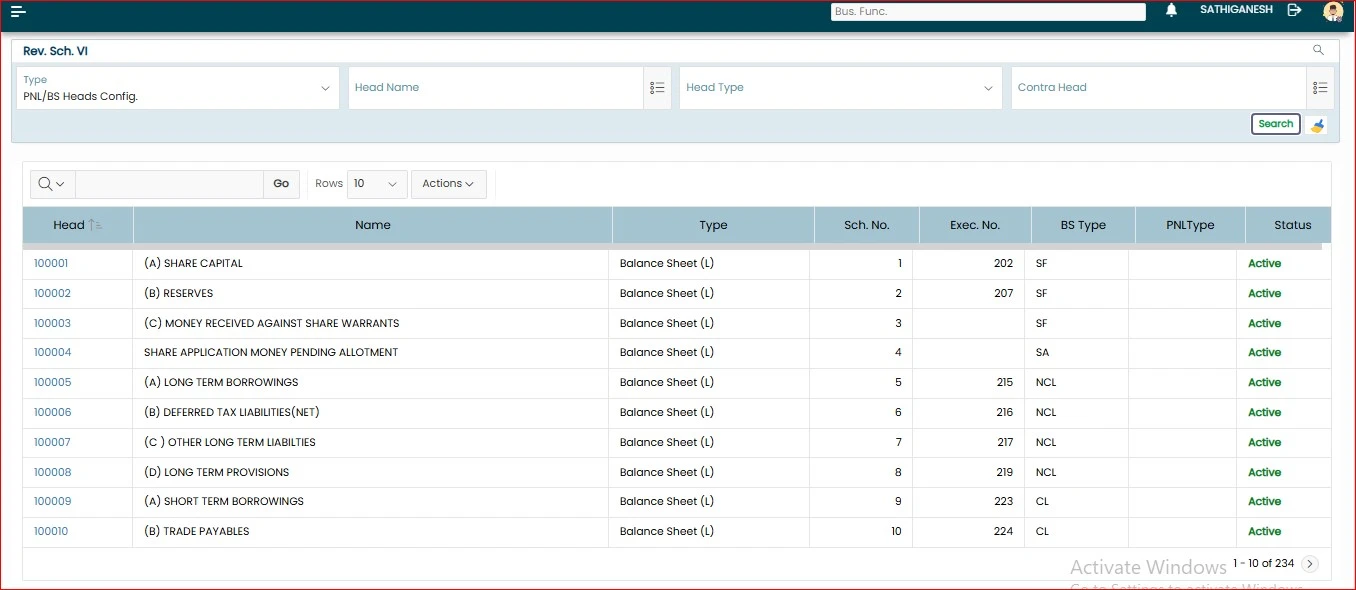 Bus. Func.
SATHIGANESH
Rev. Sch. VI
Type
PNL/BS Heads Config.
Head Name
Head Type
Contra Head
Search
Go
Rows
10
Actions
Head Name Type Sch. No. Exec. No. BS Type PNLType Status
100001 (A) SHARE CAPITAL Balance Sheet (L) 1 202 SF Active
100002 (B) RESERVES Balance Sheet (L) 2 207 SF Active
100003 (C) MONEY RECEIVED AGAINST SHARE WARRANTS Balance Sheet (L) 3 SF Active
100004 SHARE APPLICATION MONEY PENDING ALLOTMENT Balance Sheet (L) 4 SA Active
100005 (A) LONG TERM BORROWINGS Balance Sheet (L) 5 215 NCL Active
100006 (B) DEFERRED TAX LIABILITIES(NET) Balance Sheet (L) 6 216 NCL Active
100007 (C ) OTHER LONG TERM LIABILTIES Balance Sheet (L) 7 217 NCL Active
100008 (D) LONG TERM PROVISIONS Balance Sheet (L) 8 219 NCL Active
100009 (A) SHORT TERM BORROWINGS Balance Sheet (L) 9 223 CL Active
100010 (B) TRADE PAYABLES Balance Sheet (L) 10 224 CL Active
1 - 10 of 234
Activate Windows
Go to Settings to activate Windows.